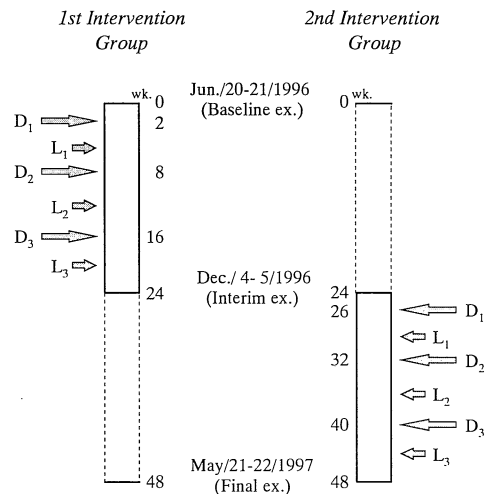 1st Intervention
Group
2nd Intervention
Group
wk. 0
Jun./20-21/1996
(Baseline ex.)
0 wk.
D1
2
L1
D2
8
L2
D3
16
L3
24
Dec./ 4- 5/1996
(Interim ex.)
24
26
D1
L1
32
D2
L2
40
D3
L3
48
May/21-22/1997
(Final ex.)
48